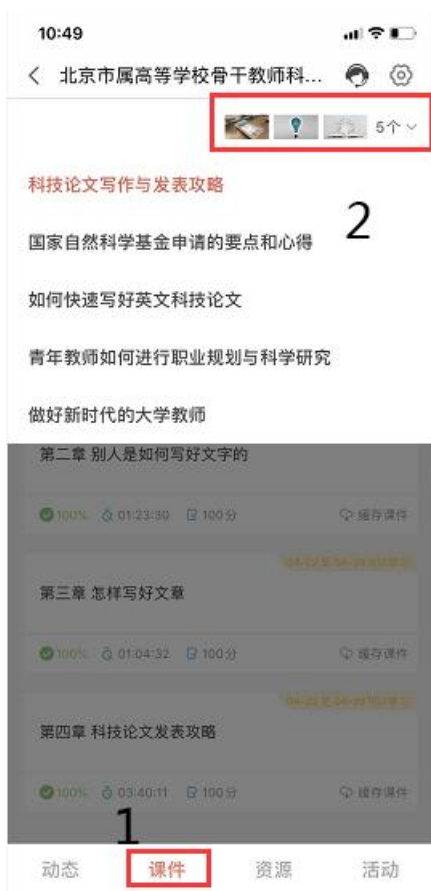 10:49
北京市属高等学校骨干教师科...
5个
科技论文写作与发表攻略
2
国家自然科学基金申请的要点和心得
如何快速写好英文科技论文
青年教师如何进行职业规划与科学研究
做好新时代的大学教师
第二章 别人是如何写好文字的
100% 01:23:30 100分 缓存课件
第三章 怎样写好文章
100% 01:04:32 100分 缓存课件
第四章 科技论文发表攻略
100% 03:40:11 100分 缓存课件
1
动态 课件 资源 活动